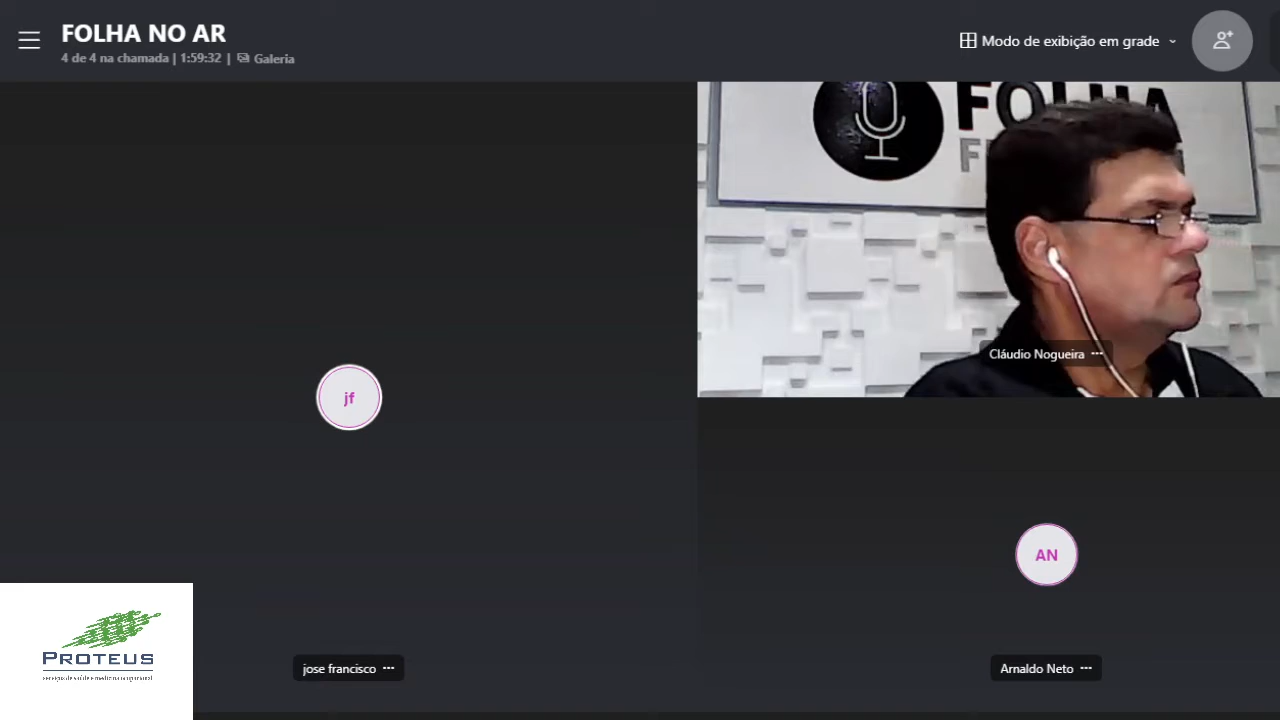 FOLHA NO AR
4 de 4 na chamada | 1:59:32 | Galeria
Modo de exibição em grade
FOLHA
F
Cláudio Nogueira ···
jf
AN
PROTEUS
jose francisco ···
Arnaldo Neto ···